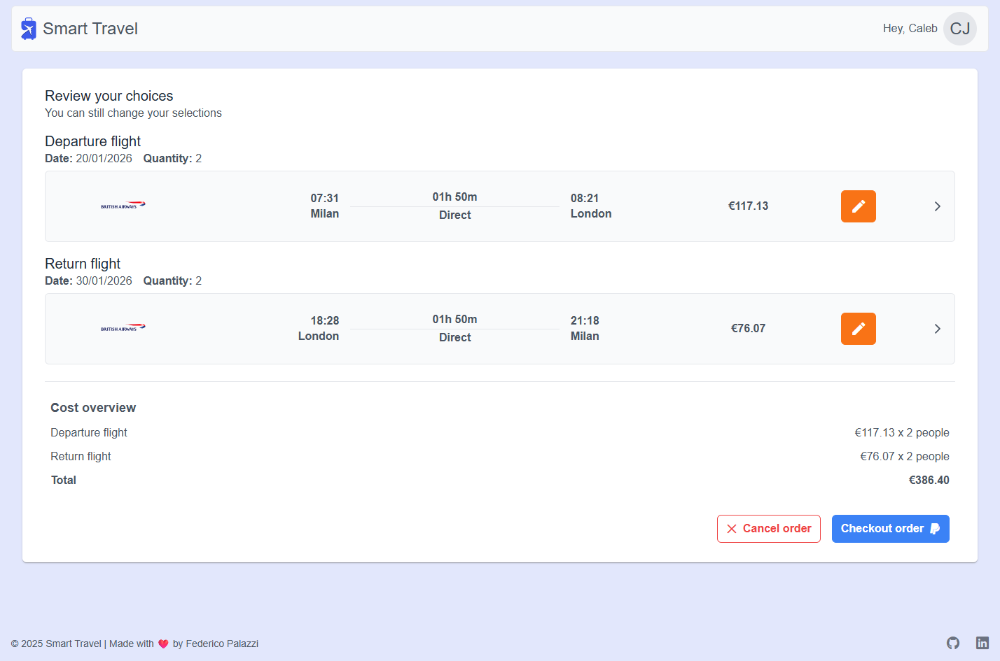 Smart Travel
Hey, Caleb CJ
Review your choices
You can still change your selections
Departure flight
Date: 20/01/2026 Quantity: 2
BRITISH AIRWAYS
07:31 01h 50m 08:21
Milan Direct London
€117.13
Return flight
Date: 30/01/2026 Quantity: 2
BRITISH AIRWAYS
18:28 01h 50m 21:18
London Direct Milan
€76.07
Cost overview
Departure flight €117.13 x 2 people
Return flight €76.07 x 2 people
Total €386.40
Cancel order Checkout order
© 2025 Smart Travel | Made with ❤️ by Federico Palazzi
in